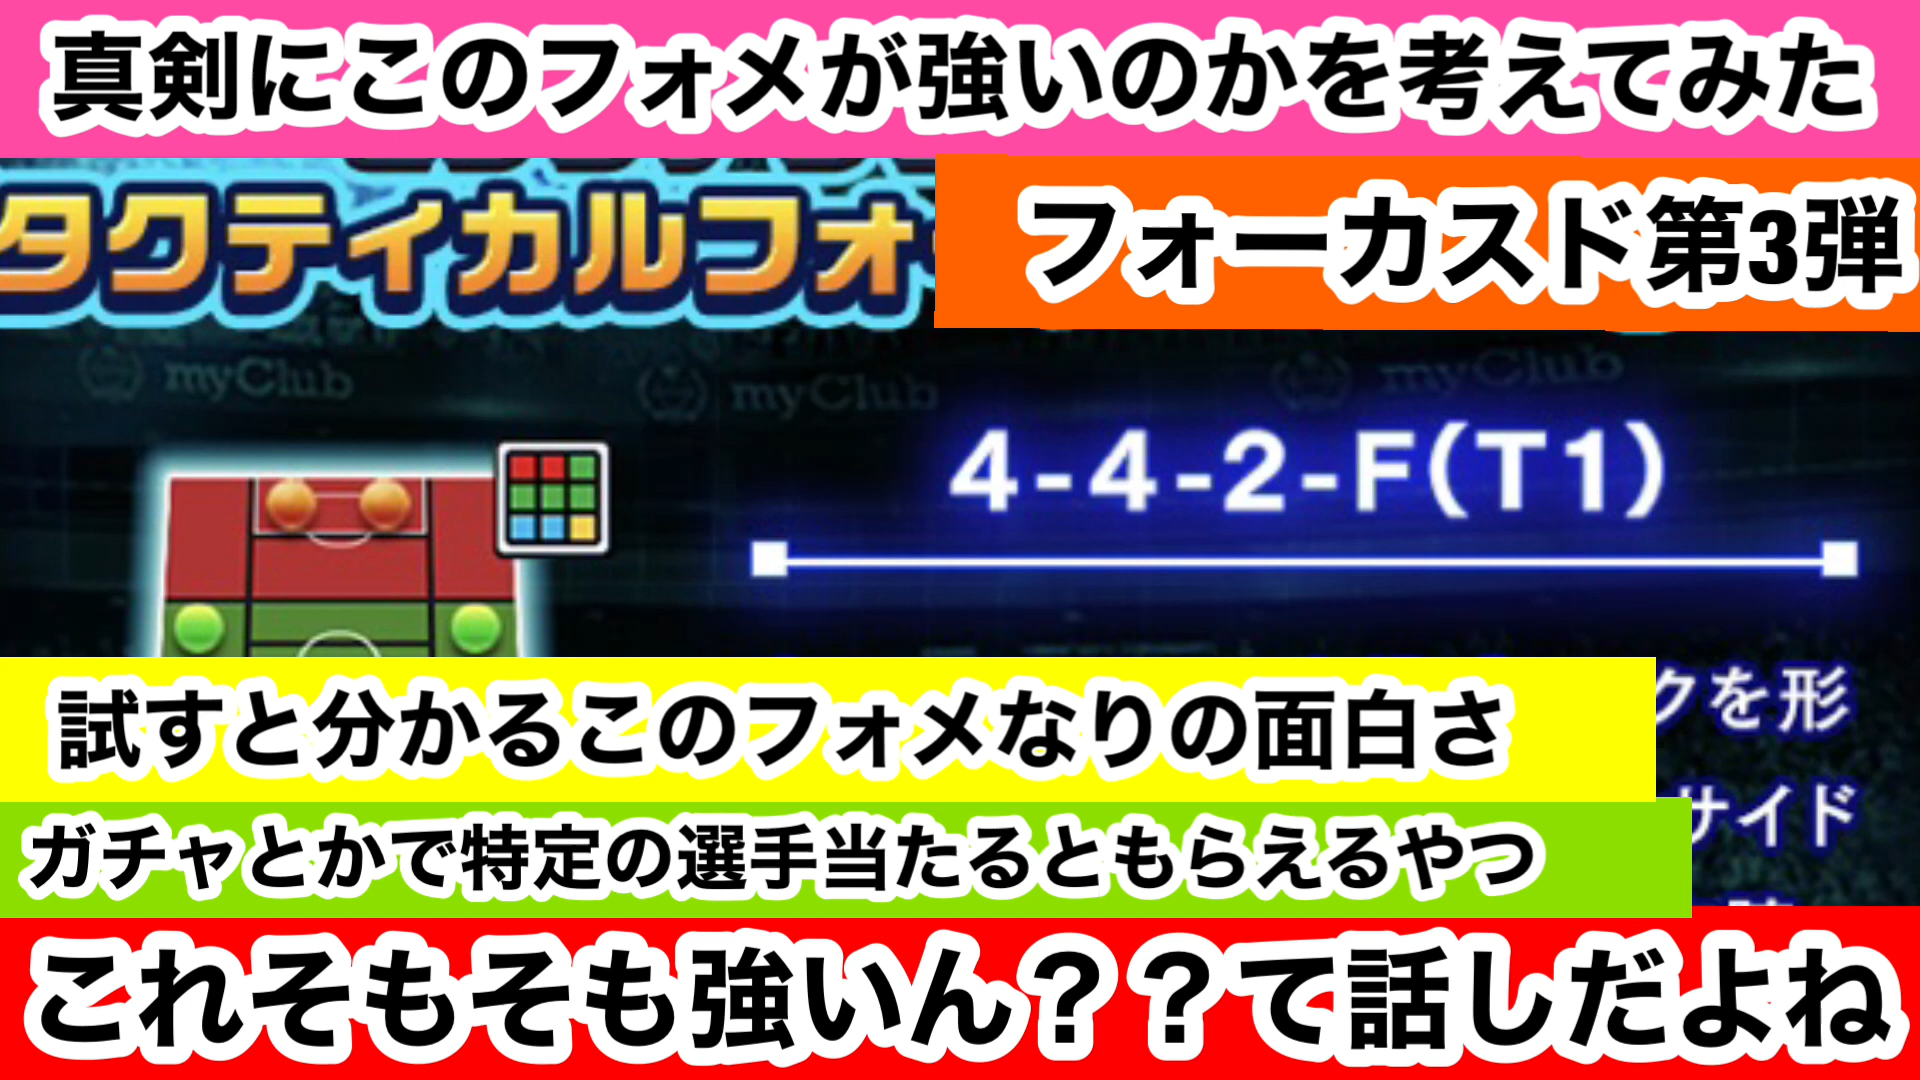 真剣にこのフォメが強いのかを考えてみた
タクティカルフォー
フォーカスド第3弾
myClub myClub myClub
4-4-2-F(T1)
クを形
試すと分かるこのフォメなりの面白さ
サイド
ガチャとかで特定の選手当たるともらえるやつ
これそもそも強いん？？て話しだよね